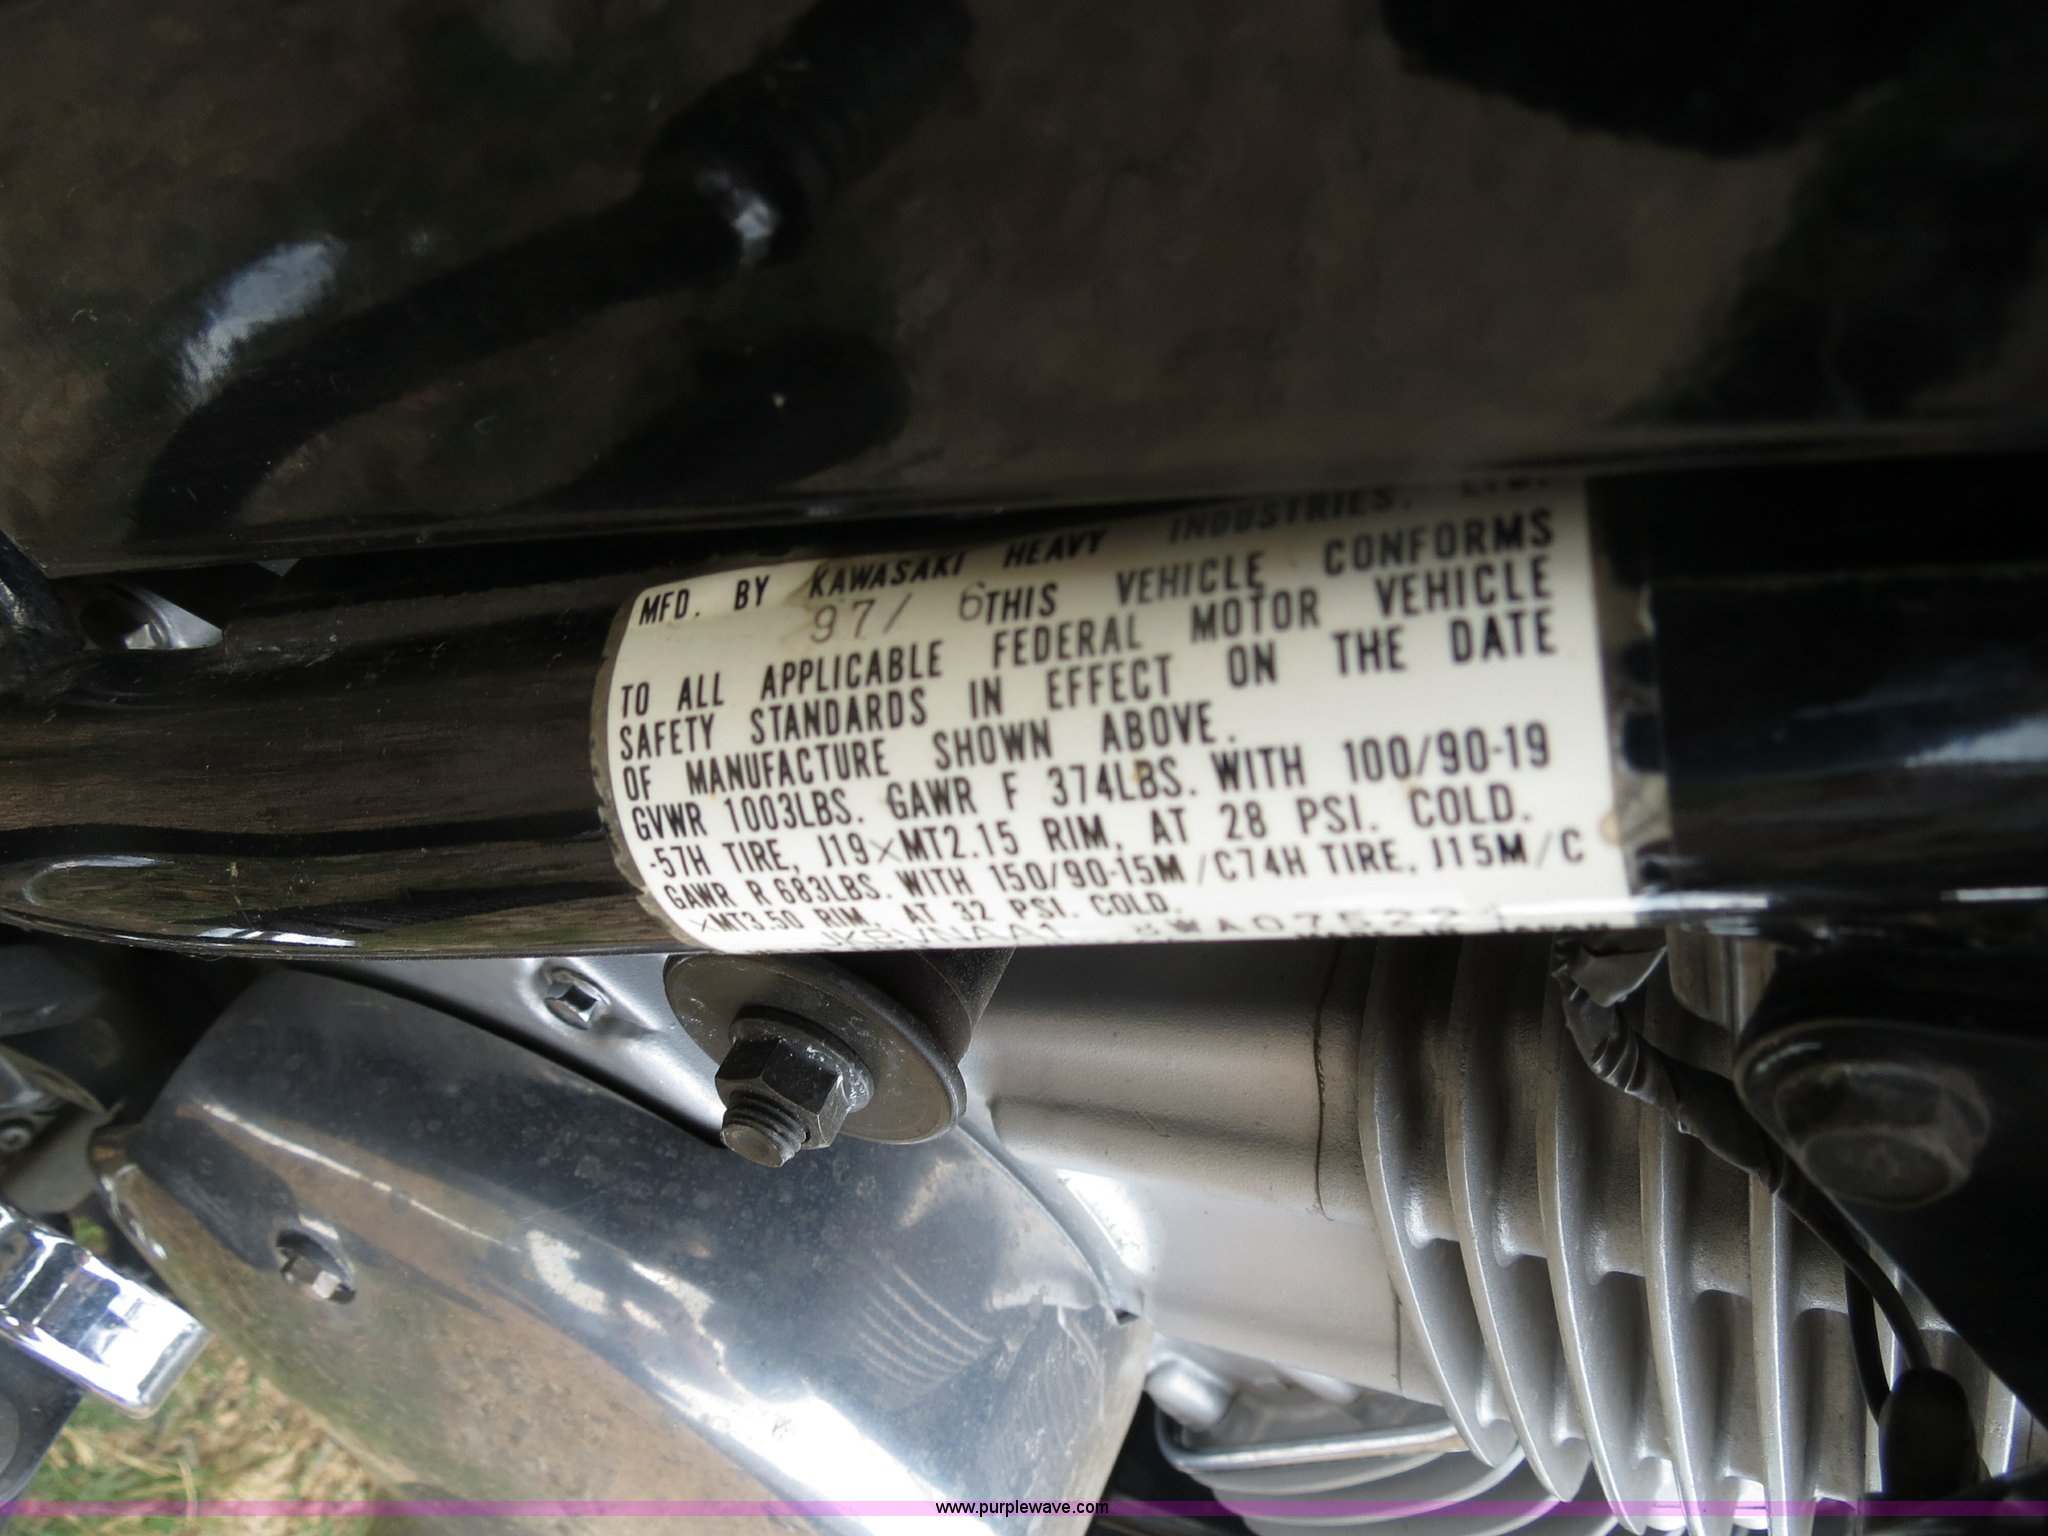 MFD. BY KAWASAKI HEAVY INDUSTRIES. LTD.
97/ 6 THIS VEHICLE CONFORMS
TO ALL APPLICABLE FEDERAL MOTOR VEHICLE
SAFETY STANDARDS IN EFFECT ON THE DATE
OF MANUFACTURE SHOWN ABOVE.
GVWR 1003LBS. GAWR F 374LBS. WITH 100/90-19
-57H TIRE, J19×MT2.15 RIM, AT 28 PSI. COLD.
GAWR R 683LBS. WITH 150/90-15M/C74H TIRE, J15M/C
×MT3.50 RIM, AT 32 PSI. COLD.
www.purplewave.com